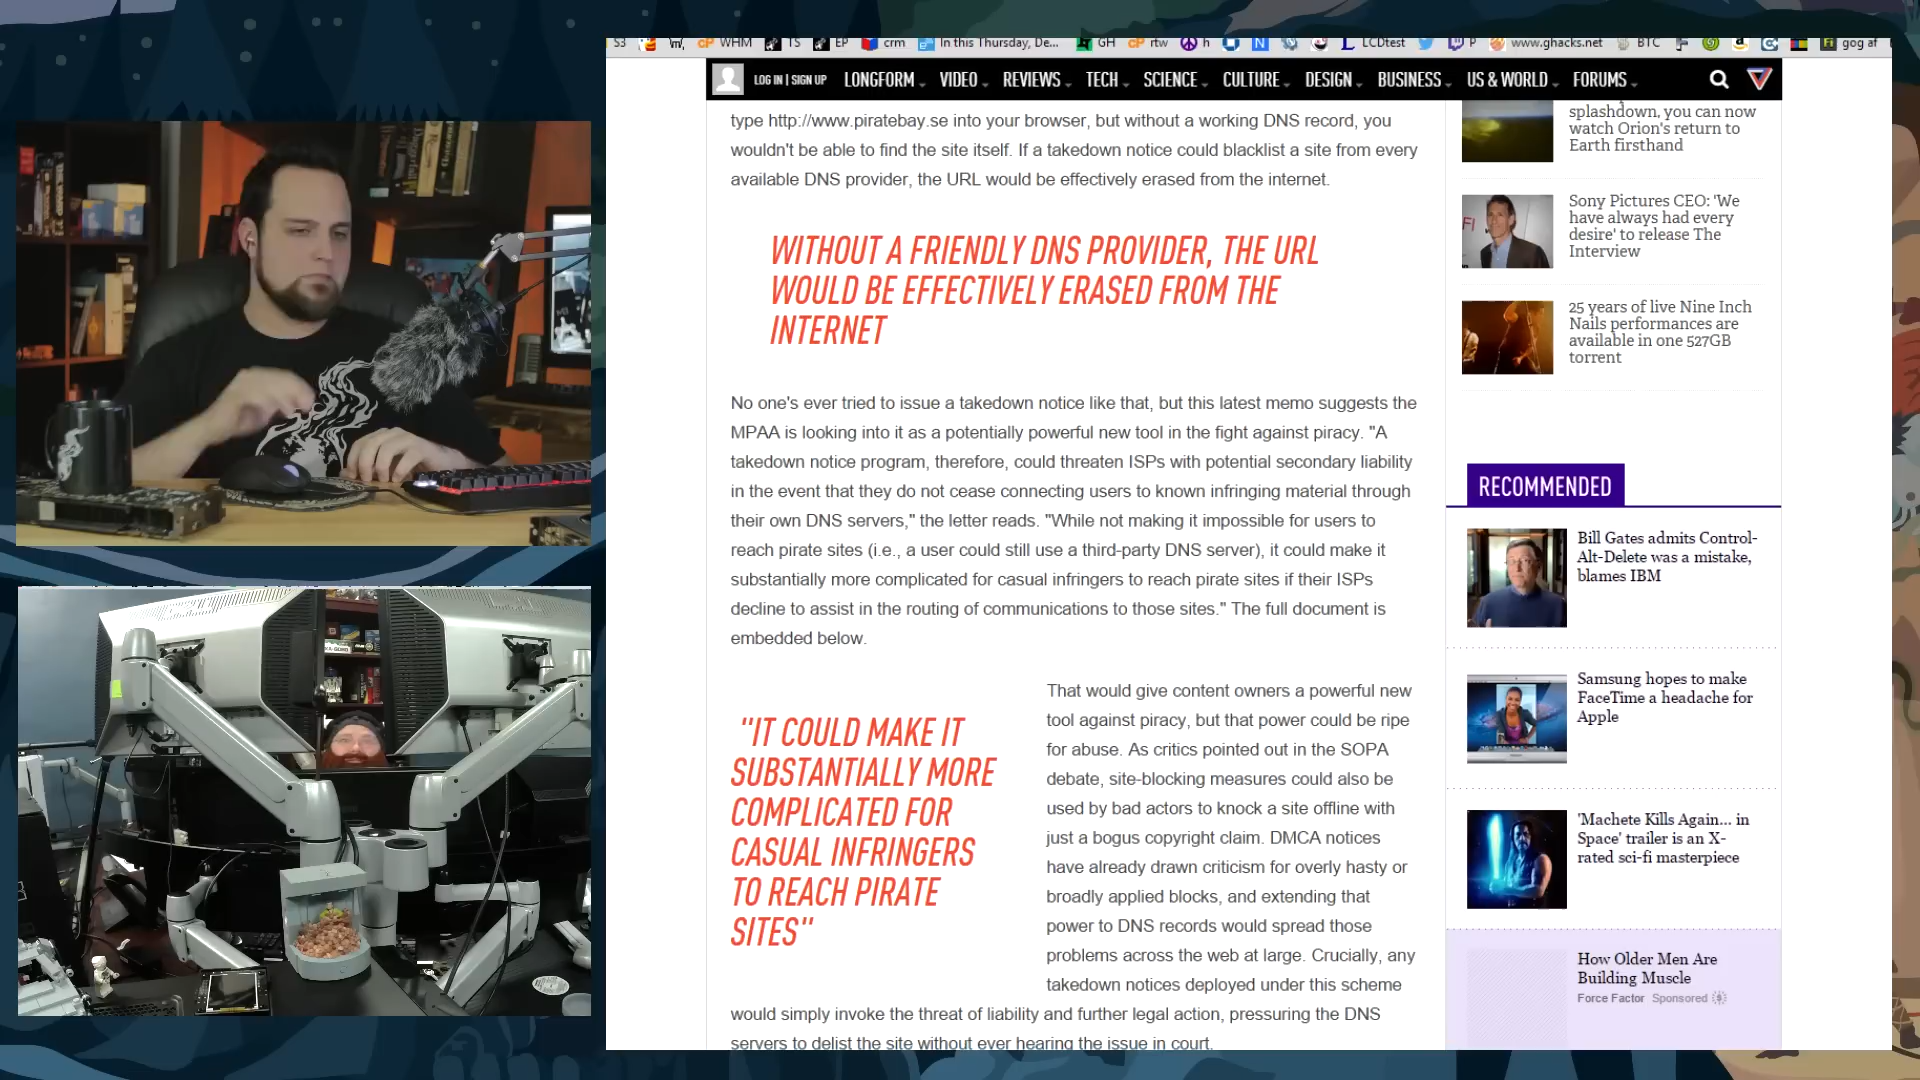 S3
WHM
TS
EP
crm
In this Thursday, De...
GH
rtw
h
LCDtest
P
www.ghacks.net
BTC
gog af
LOG IN | SIGN UP
LONGFORM
VIDEO
REVIEWS
TECH
SCIENCE
CULTURE
DESIGN
BUSINESS
US & WORLD
FORUMS
type http://www.piratebay.se into your browser, but without a working DNS record, you
wouldn't be able to find the site itself. If a takedown notice could blacklist a site from every
available DNS provider, the URL would be effectively erased from the internet.
WITHOUT A FRIENDLY DNS PROVIDER, THE URL
WOULD BE EFFECTIVELY ERASED FROM THE
INTERNET
No one's ever tried to issue a takedown notice like that, but this latest memo suggests the
MPAA is looking into it as a potentially powerful new tool in the fight against piracy. "A
takedown notice program, therefore, could threaten ISPs with potential secondary liability
in the event that they do not cease connecting users to known infringing material through
their own DNS servers," the letter reads. "While not making it impossible for users to
reach pirate sites (i.e., a user could still use a third-party DNS server), it could make it
substantially more complicated for casual infringers to reach pirate sites if their ISPs
decline to assist in the routing of communications to those sites." The full document is
embedded below.
"IT COULD MAKE IT
SUBSTANTIALLY MORE
COMPLICATED FOR
CASUAL INFRINGERS
TO REACH PIRATE
SITES"
That would give content owners a powerful new
tool against piracy, but that power could be ripe
for abuse. As critics pointed out in the SOPA
debate, site-blocking measures could also be
used by bad actors to knock a site offline with
just a bogus copyright claim. DMCA notices
have already drawn criticism for overly hasty or
broadly applied blocks, and extending that
power to DNS records would spread those
problems across the web at large. Crucially, any
takedown notices deployed under this scheme
would simply invoke the threat of liability and further legal action, pressuring the DNS
servers to delist the site without ever hearing the issue in court.
splashdown, you can now
watch Orion's return to
Earth firsthand
Sony Pictures CEO: 'We
have always had every
desire' to release The
Interview
25 years of live Nine Inch
Nails performances are
available in one 527GB
torrent
RECOMMENDED
Bill Gates admits Control-
Alt-Delete was a mistake,
blames IBM
Samsung hopes to make
FaceTime a headache for
Apple
'Machete Kills Again... in
Space' trailer is an X-
rated sci-fi masterpiece
How Older Men Are
Building Muscle
Force Factor Sponsored